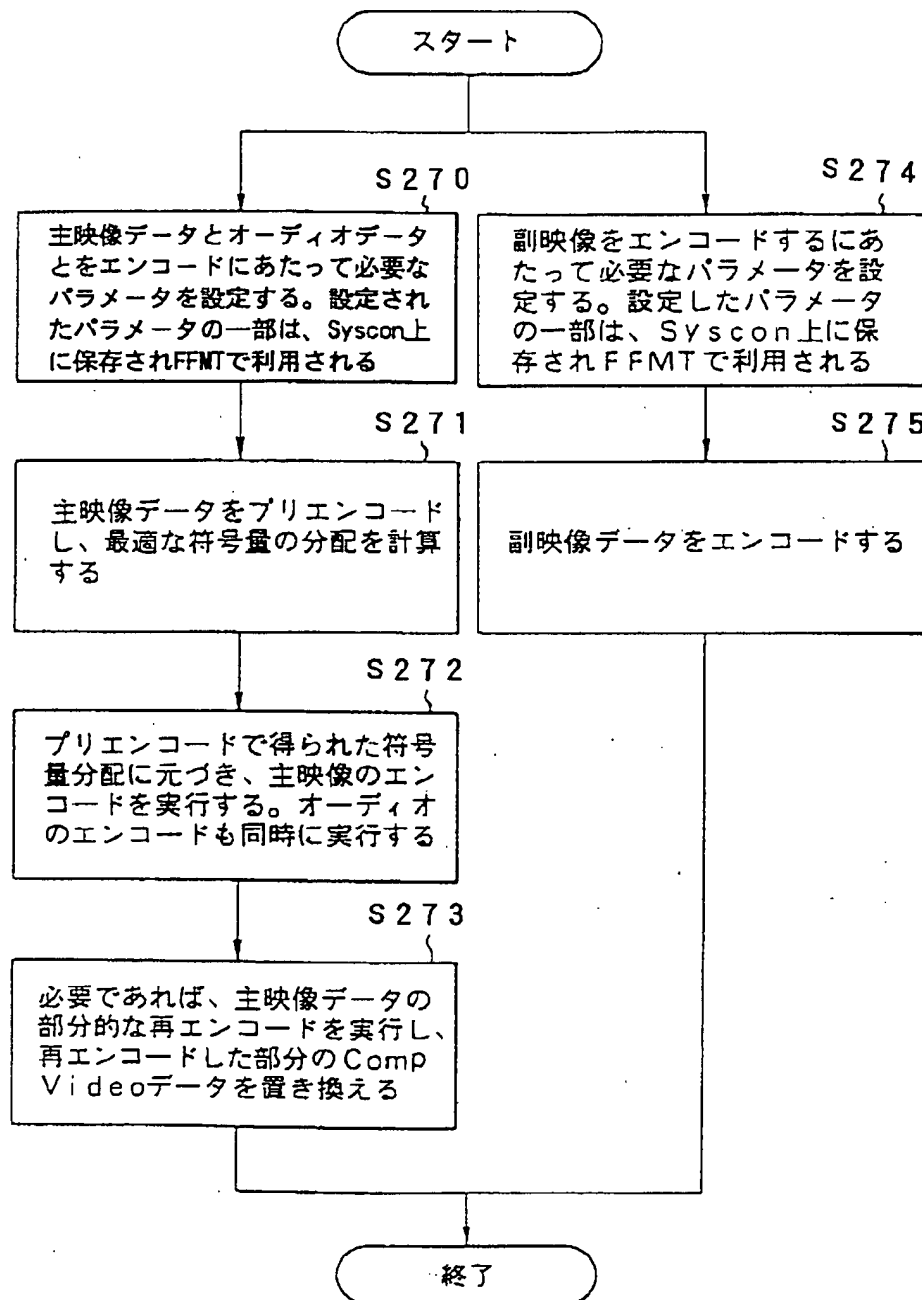 スタート
S270
主映像データとオーディオデータ
とをエンコードにあたって必要な
パラメータを設定する。設定され
たパラメータの一部は、Syscon上
に保存されFFMTで利用される
S274
副映像をエンコードするにあ
たって必要なパラメータを設
定する。設定したパラメータ
の一部は、Syscon上に保
存されFFMTで利用される
S271
主映像データをプリエンコード
し、最適な符号量の分配を計算
する
S275
副映像データをエンコードする
S272
プリエンコードで得られた符号
量分配に元づき、主映像のエン
コードを実行する。オーディオ
のエンコードも同時に実行する
S273
必要であれば、主映像データの
部分的な再エンコードを実行し、
再エンコードした部分のComp
Videoデータを置き換える
終了